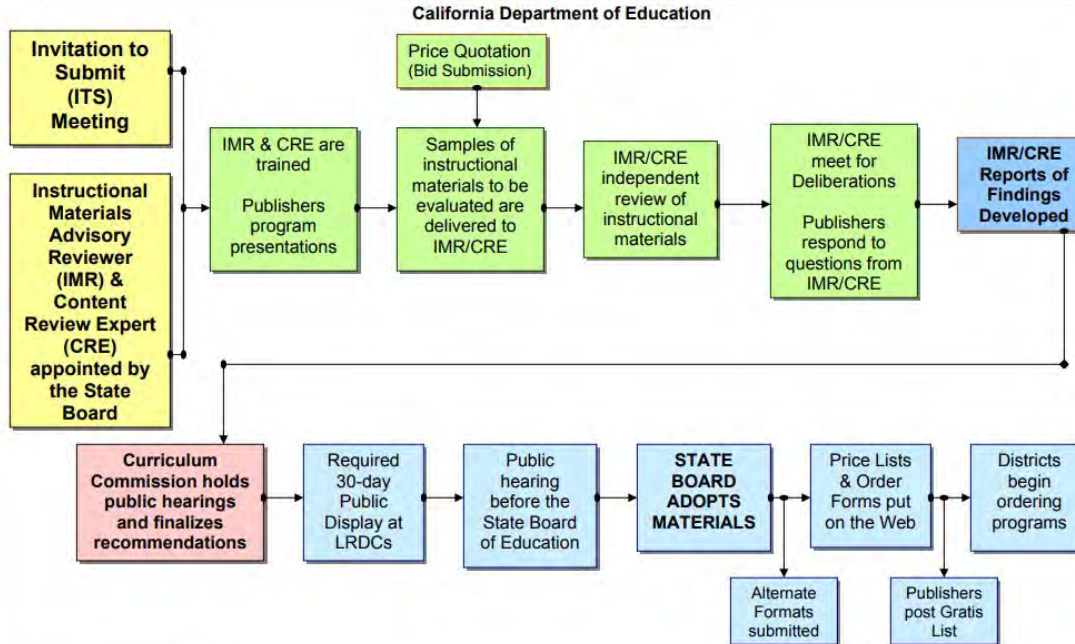 California Department of Education
Invitation to
Submit
(ITS)
Meeting
Price Quotation
(Bid Submission)
Instructional
Materials
Advisory
Reviewer
(IMR) &
Content
Review Expert
(CRE)
appointed by
the State
Board
IMR & CRE are
trained
Publishers
program
presentations
Samples of
instructional
materials to be
evaluated are
delivered to
IMR/CRE
IMR/CRE
independent
review of
instructional
materials
IMR/CRE
meet for
Deliberations
Publishers
respond to
questions from
IMR/CRE
IMR/CRE
Reports of
Findings
Developed
Curriculum
Commission holds
public hearings
and finalizes
recommendations
Required
30-day
Public
Display at
LRDCs
Public
hearing
before the
State Board
of Education
STATE
BOARD
ADOPTS
MATERIALS
Price Lists
& Order
Forms put
on the Web
Districts
begin
ordering
programs
Alternate
Formats
submitted
Publishers
post Gratis
List